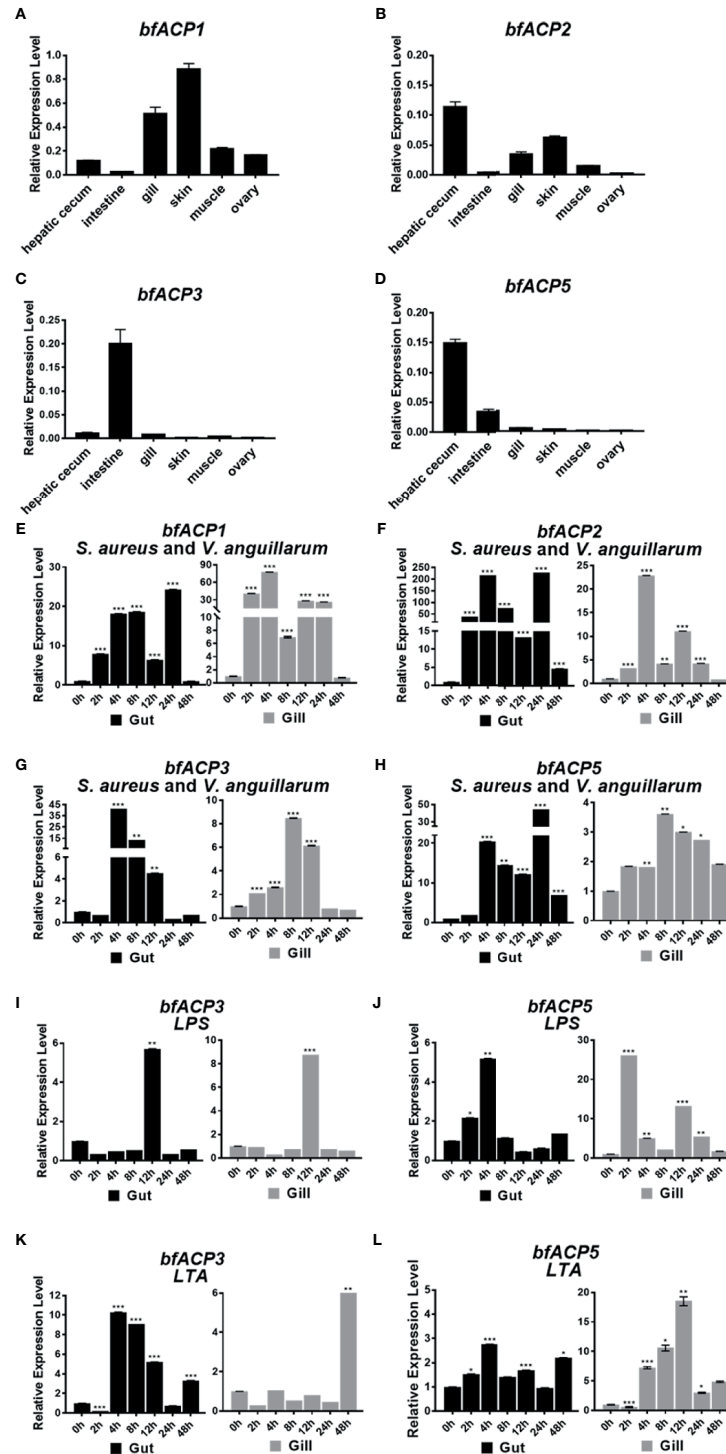 A
bfACP1
Relative Expression Level
1.0
0.8
0.6
0.4
0.2
0.0
hepatic cecum
intestine
gill
skin
muscle
ovary
B
bfACP2
Relative Expression Level
0.20
0.15
0.10
0.05
0.00
hepatic cecum
intestine
gill
skin
muscle
ovary
C
bfACP3
Relative Expression Level
0.25
0.20
0.15
0.10
0.05
0.00
hepatic cecum
intestine
gill
skin
muscle
ovary
D
bfACP5
Relative Expression Level
0.20
0.15
0.10
0.05
0.00
hepatic cecum
intestine
gill
skin
muscle
ovary
E
bfACP1
S. aureus and V. anguillarum
Relative Expression Level
30
20
10
0
*** *** *** *** ***
0h 2h 4h 8h 12h 24h 48h
Gut
90
70
50
30
10
10
8
6
4
2
0
*** *** *** *** ***
0h 2h 4h 8h 12h 24h 48h
Gill
F
bfACP2
S. aureus and V. anguillarum
Relative Expression Level
250
200
150
100
50
15
10
5
0
*** *** *** *** *** ***
0h 2h 4h 8h 12h 24h 48h
Gut
25
20
15
10
5
0
*** *** ** *** ***
0h 2h 4h 8h 12h 24h 48h
Gill
G
bfACP3
S. aureus and V. anguillarum
Relative Expression Level
45
35
25
15
6
4
2
0
*** ** **
0h 2h 4h 8h 12h 24h 48h
Gut
10
8
6
4
2
0
*** *** *** ***
0h 2h 4h 8h 12h 24h 48h
Gill
H
bfACP5
S. aureus and V. anguillarum
Relative Expression Level
50
40
30
20
10
0
*** ** *** *** ***
0h 2h 4h 8h 12h 24h 48h
Gut
4
3
2
1
0
** ** * *
0h 2h 4h 8h 12h 24h 48h
Gill
I
bfACP3
LPS
Relative Expression Level
6
4
2
0
**
0h 2h 4h 8h 12h 24h 48h
Gut
10
8
6
4
2
0
***
0h 2h 4h 8h 12h 24h 48h
Gill
J
bfACP5
LPS
Relative Expression Level
6
4
2
0
* **
0h 2h 4h 8h 12h 24h 48h
Gut
30
20
10
0
*** ** *** **
0h 2h 4h 8h 12h 24h 48h
Gill
K
bfACP3
LTA
Relative Expression Level
12
10
8
6
4
2
0
*** *** *** *** ***
0h 2h 4h 8h 12h 24h 48h
Gut
6
4
2
0
**
0h 2h 4h 8h 12h 24h 48h
Gill
L
bfACP5
LTA
Relative Expression Level
5
4
3
2
1
0
* *** *** *
0h 2h 4h 8h 12h 24h 48h
Gut
20
15
10
5
0
*** *** * ** *
0h 2h 4h 8h 12h 24h 48h
Gill